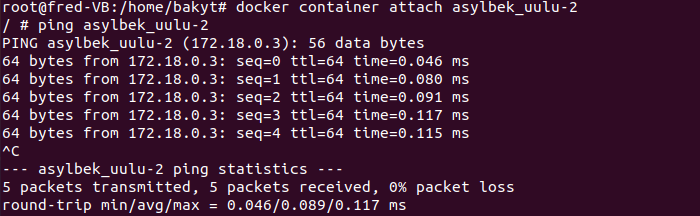 root@fred-VB:/home/bakyt# docker container attach asylbek_uulu-2
/ # ping asylbek_uulu-2
PING asylbek_uulu-2 (172.18.0.3): 56 data bytes
64 bytes from 172.18.0.3: seq=0 ttl=64 time=0.046 ms
64 bytes from 172.18.0.3: seq=1 ttl=64 time=0.080 ms
64 bytes from 172.18.0.3: seq=2 ttl=64 time=0.091 ms
64 bytes from 172.18.0.3: seq=3 ttl=64 time=0.117 ms
64 bytes from 172.18.0.3: seq=4 ttl=64 time=0.115 ms
^C
--- asylbek_uulu-2 ping statistics ---
5 packets transmitted, 5 packets received, 0% packet loss
round-trip min/avg/max = 0.046/0.089/0.117 ms